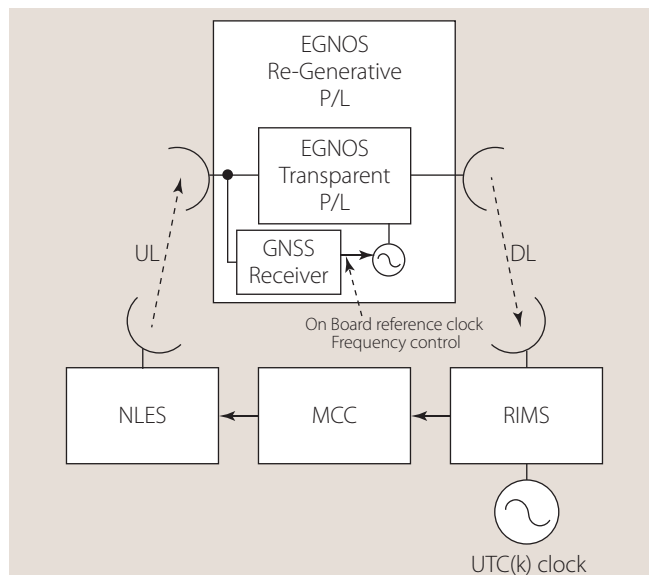 EGNOS
Re-Generative
P/L
EGNOS
Transparent
P/L
GNSS
Receiver
UL
DL
On Board reference clock
Frequency control
NLES
MCC
RIMS
UTC(k) clock